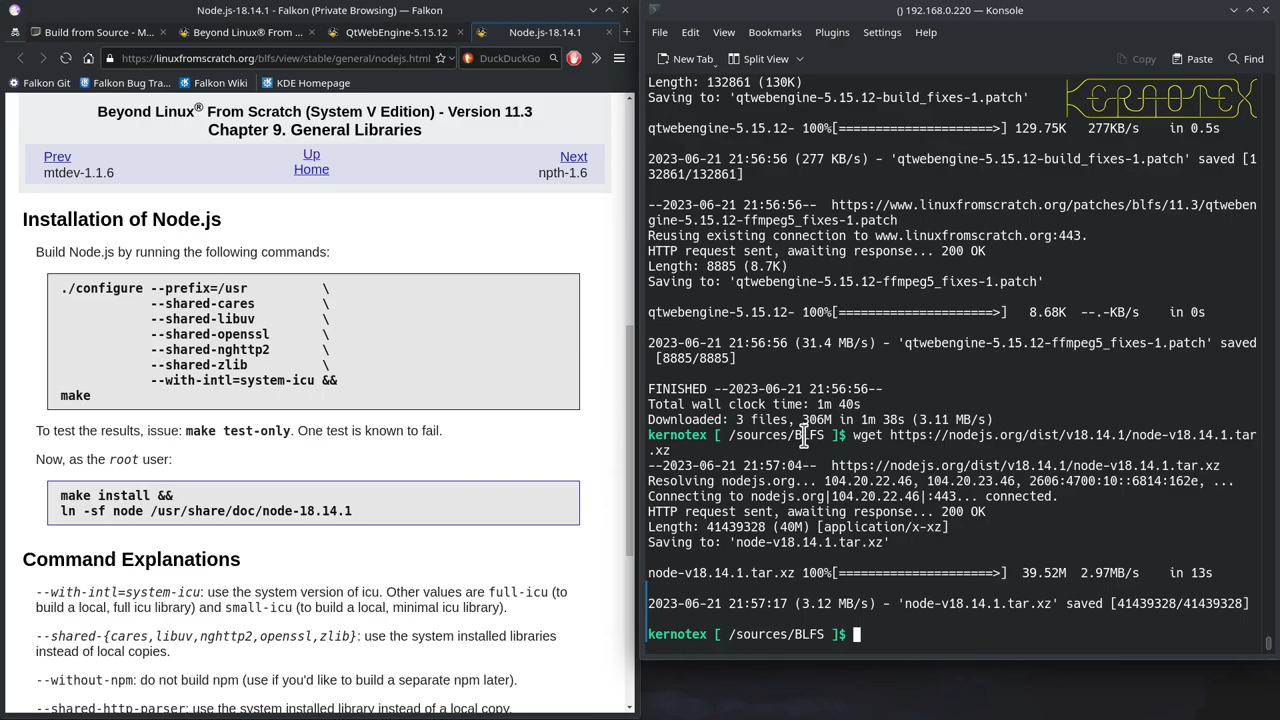 Node.js-18.14.1 - Falkon (Private Browsing) — Falkon
Build from Source - M...
Beyond Linux® From ...
QtWebEngine-5.15.12
Node.js-18.14.1
https://linuxfromscratch.org/blfs/view/stable/general/nodejs.html
DuckDuckGo
Falkon Git
Falkon Bug Tra...
Falkon Wiki
KDE Homepage
Beyond Linux® From Scratch (System V Edition) - Version 11.3
Chapter 9. General Libraries
Prev
Up
Next
mtdev-1.1.6
Home
npth-1.6
Installation of Node.js
Build Node.js by running the following commands:
./configure --prefix=/usr \
--shared-cares \
--shared-libuv \
--shared-openssl \
--shared-nghttp2 \
--shared-zlib \
--with-intl=system-icu &&
make
To test the results, issue: make test-only. One test is known to fail.
Now, as the root user:
make install &&
ln -sf node /usr/share/doc/node-18.14.1
Command Explanations
--with-intl=system-icu: use the system version of icu. Other values are full-icu (to
build a local, full icu library) and small-icu (to build a local, minimal icu library).
--shared-{cares,libuv,nghttp2,openssl,zlib}: use the system installed libraries
instead of local copies.
--without-npm: do not build npm (use if you'd like to build a separate npm later).
--shared-http-parser: use the system installed library instead of a local copy.
() 192.168.0.220 — Konsole
File Edit View Bookmarks Plugins Settings Help
New Tab Split View Copy Paste Find
KERNOTEX
Length: 132861 (130K)
Saving to: 'qtwebengine-5.15.12-build_fixes-1.patch'
qtwebengine-5.15.12- 100%[=====================>] 129.75K 277KB/s in 0.5s
2023-06-21 21:56:56 (277 KB/s) - 'qtwebengine-5.15.12-build_fixes-1.patch' saved [1
32861/132861]
--2023-06-21 21:56:56-- https://www.linuxfromscratch.org/patches/blfs/11.3/qtweben
gine-5.15.12-ffmpeg5_fixes-1.patch
Reusing existing connection to www.linuxfromscratch.org:443.
HTTP request sent, awaiting response... 200 OK
Length: 8885 (8.7K)
Saving to: 'qtwebengine-5.15.12-ffmpeg5_fixes-1.patch'
qtwebengine-5.15.12- 100%[=====================>] 8.68K --.-KB/s in 0s
2023-06-21 21:56:56 (31.4 MB/s) - 'qtwebengine-5.15.12-ffmpeg5_fixes-1.patch' saved
[8885/8885]
FINISHED --2023-06-21 21:56:56--
Total wall clock time: 1m 40s
Downloaded: 3 files, 306M in 1m 38s (3.11 MB/s)
kernotex [ /sources/BLFS ]$ wget https://nodejs.org/dist/v18.14.1/node-v18.14.1.tar
.xz
--2023-06-21 21:57:04-- https://nodejs.org/dist/v18.14.1/node-v18.14.1.tar.xz
Resolving nodejs.org... 104.20.22.46, 104.20.23.46, 2606:4700:10::6814:162e, ...
Connecting to nodejs.org|104.20.22.46|:443... connected.
HTTP request sent, awaiting response... 200 OK
Length: 41439328 (40M) [application/x-xz]
Saving to: 'node-v18.14.1.tar.xz'
node-v18.14.1.tar.xz 100%[=====================>] 39.52M 2.97MB/s in 13s
2023-06-21 21:57:17 (3.12 MB/s) - 'node-v18.14.1.tar.xz' saved [41439328/41439328]
kernotex [ /sources/BLFS ]$